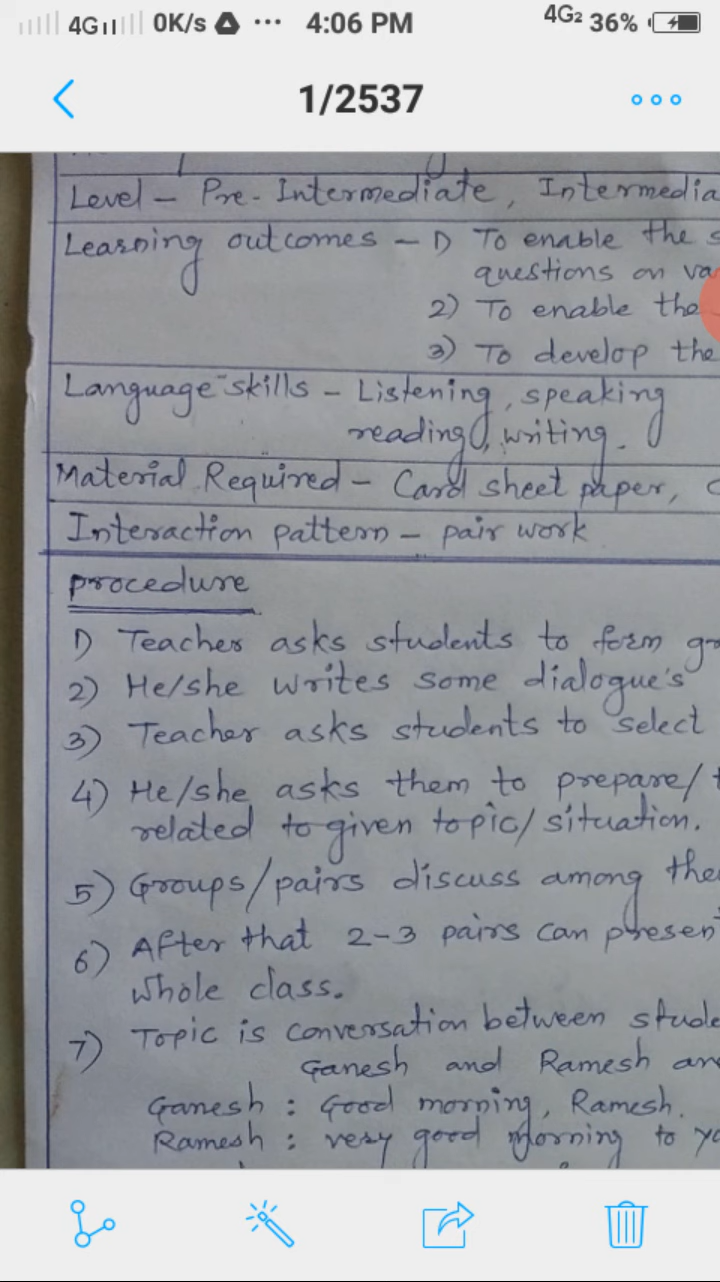 4G 0K/s ... 4:06 PM 4G2 36%
1/2537
Level - Pre-Intermediate, Intermedia
Learning outcomes - 1) To enable the s
questions on va
2) To enable the
3) To develop the
Language skills - Listening, speaking
reading, writing.
Material Required - Card sheet paper, c
Interaction pattern - pair work
procedure
1) Teacher asks students to form gro
2) He/she writes some dialogue's
3) Teacher asks students to select
4) He/she asks them to prepare/ t
related to given topic/situation.
5) Groups/pairs discuss among the
6) After that 2-3 pairs can presen
whole class.
7) Topic is conversation between stude
Ganesh and Ramesh are
Ganesh : Good morning, Ramesh.
Ramesh : very good morning to yo